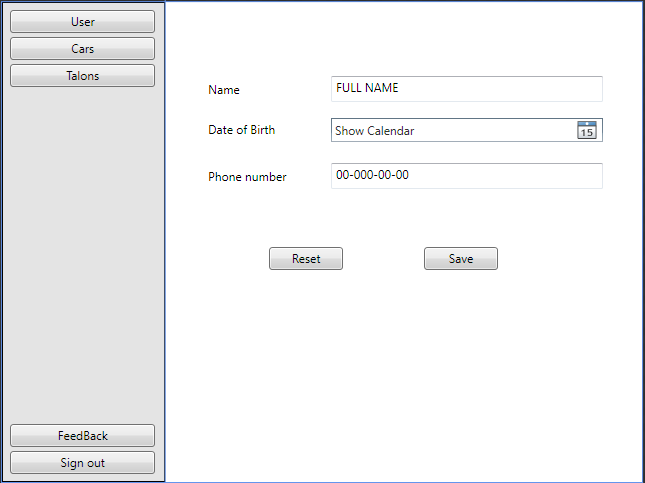 User
Cars
Talons
Name
FULL NAME
Date of Birth
Show Calendar
15
Phone number
00-000-00-00
Reset
Save
FeedBack
Sign out